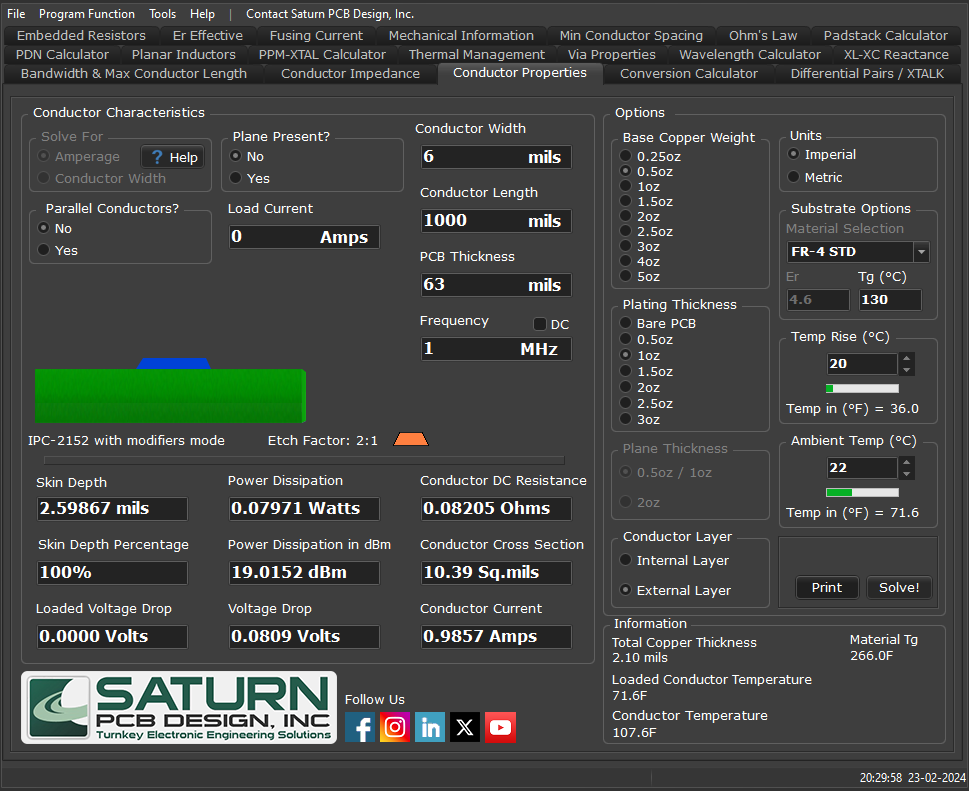 File Program Function Tools Help | Contact Saturn PCB Design, Inc.
Embedded Resistors Er Effective Fusing Current Mechanical Information Min Conductor Spacing Ohm's Law Padstack Calculator
PDN Calculator Planar Inductors PPM-XTAL Calculator Thermal Management Via Properties Wavelength Calculator XL-XC Reactance
Bandwidth & Max Conductor Length Conductor Impedance Conductor Properties Conversion Calculator Differential Pairs / XTALK
Conductor Characteristics
Solve For
Amperage
? Help
Conductor Width
Plane Present?
No
Yes
Parallel Conductors?
No
Yes
Load Current
0 Amps
Conductor Width
6 mils
Conductor Length
1000 mils
PCB Thickness
63 mils
Frequency
DC
1 MHz
IPC-2152 with modifiers mode
Etch Factor: 2:1
Skin Depth
2.59867 mils
Power Dissipation
0.07971 Watts
Conductor DC Resistance
0.08205 Ohms
Skin Depth Percentage
100%
Power Dissipation in dBm
19.0152 dBm
Conductor Cross Section
10.39 Sq.mils
Loaded Voltage Drop
0.0000 Volts
Voltage Drop
0.0809 Volts
Conductor Current
0.9857 Amps
Options
Base Copper Weight
0.25oz
0.5oz
1oz
1.5oz
2oz
2.5oz
3oz
4oz
5oz
Plating Thickness
Bare PCB
0.5oz
1oz
1.5oz
2oz
2.5oz
3oz
Plane Thickness
0.5oz / 1oz
2oz
Conductor Layer
Internal Layer
External Layer
Units
Imperial
Metric
Substrate Options
Material Selection
FR-4 STD
Er Tg (°C)
4.6 130
Temp Rise (°C)
20
Temp in (°F) = 36.0
Ambient Temp (°C)
22
Temp in (°F) = 71.6
Print Solve!
Information
Total Copper Thickness
2.10 mils
Material Tg
266.0F
Loaded Conductor Temperature
71.6F
Conductor Temperature
107.6F
SATURN
PCB DESIGN, INC
Turnkey Electronic Engineering Solutions
Follow Us
f
in
X
20:29:58 23-02-2024